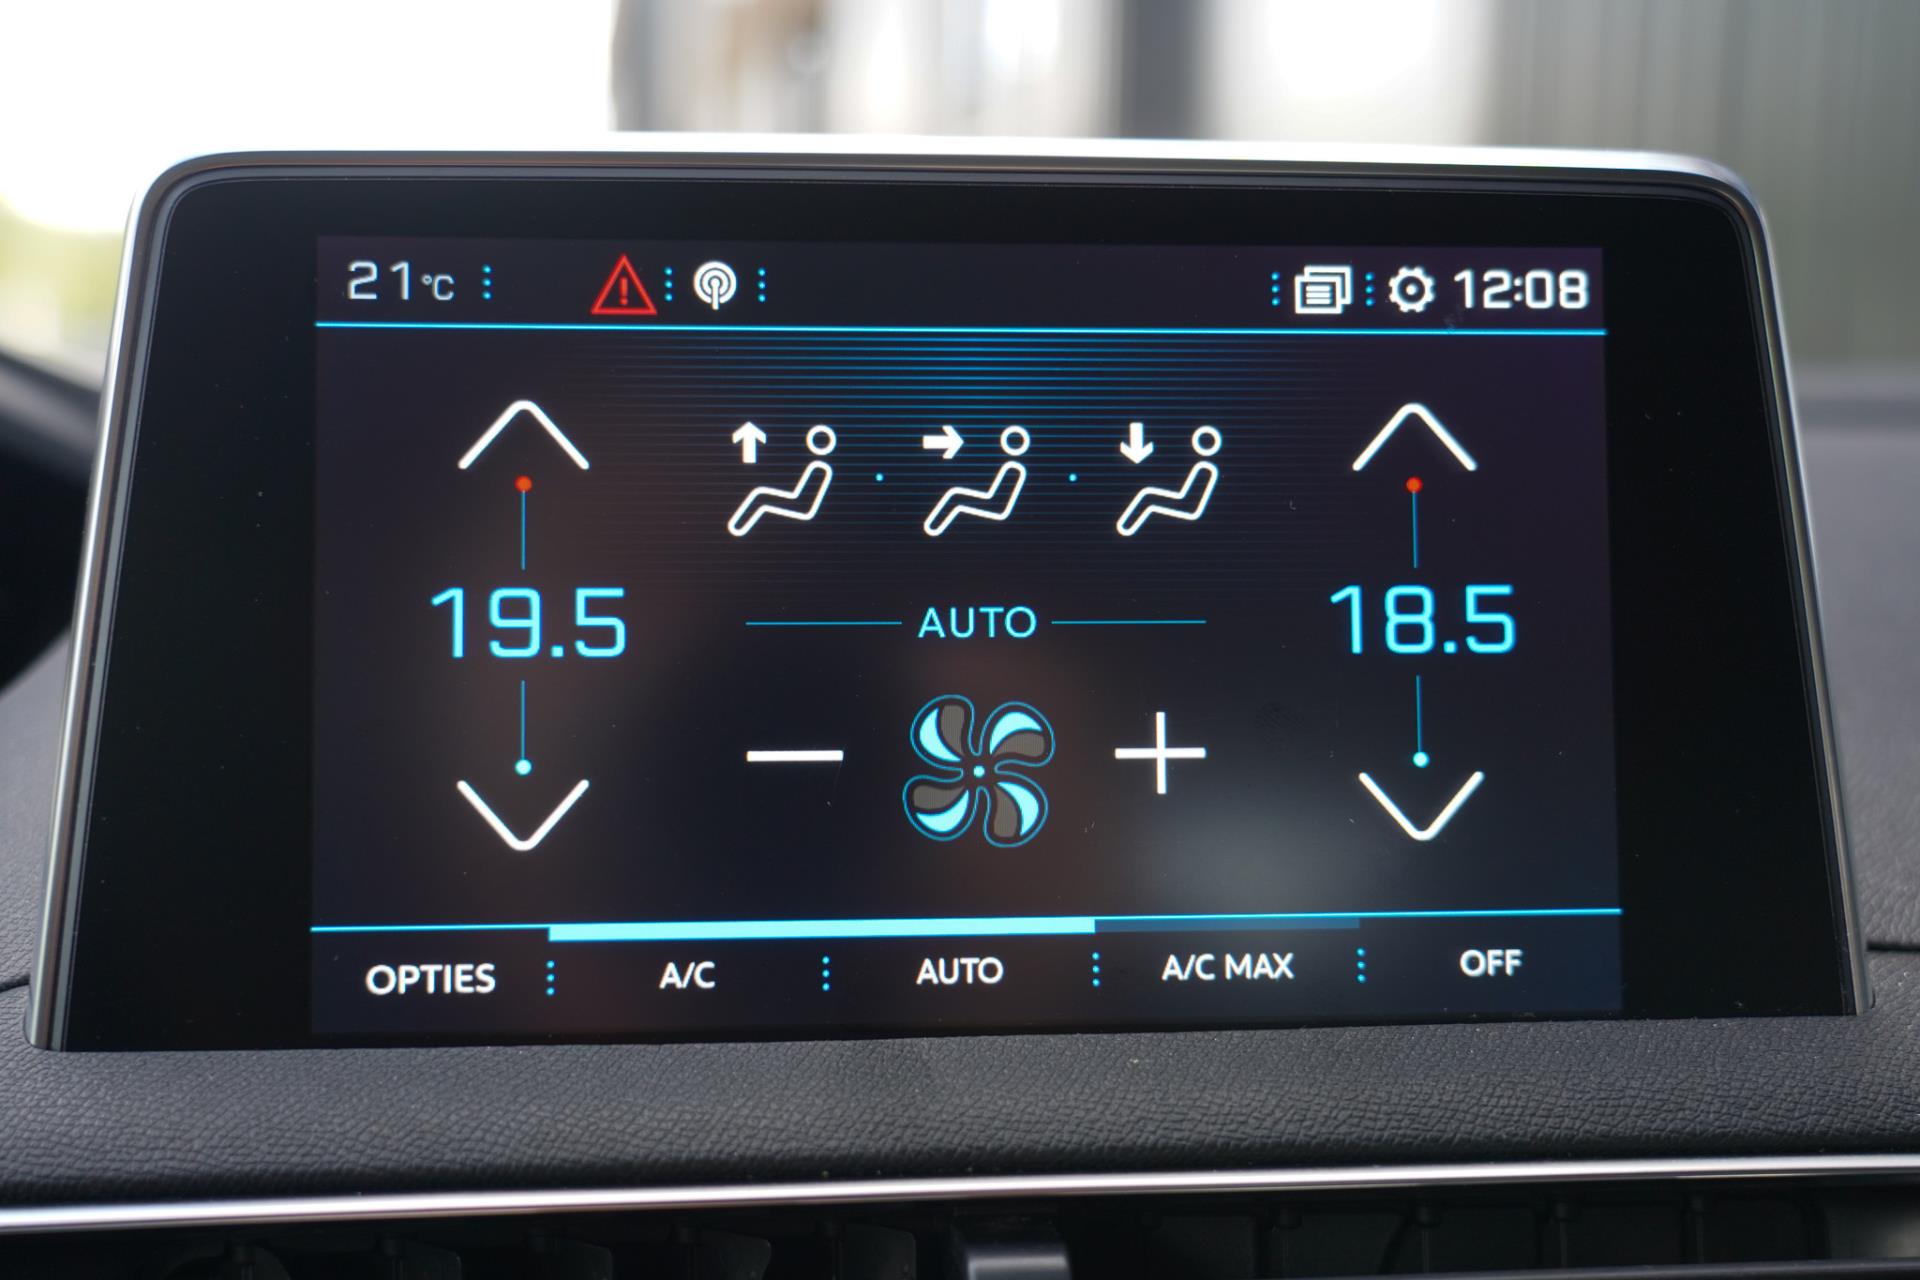 21°C 12:08
19.5 AUTO 18.5
OPTIES A/C AUTO A/C MAX OFF